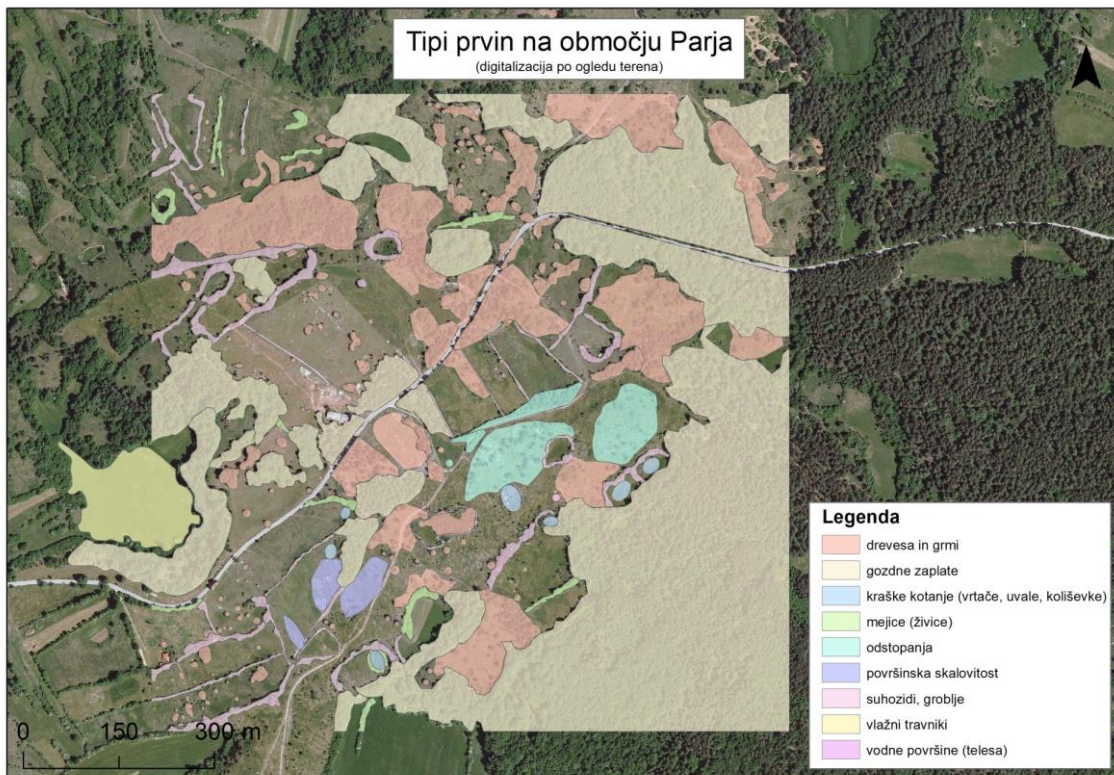 Tipi prvin na območju Parja
(digitalizacija po ogledu terena)
N
Legenda
drevesa in grmi
gozdne zaplate
kraške kotanje (vrtače, uvale, koliševke)
mejice (živice)
odstopanja
površinska skalovitost
suhozidi, groblje
vlažni travniki
vodne površine (telesa)
0 150 300 m